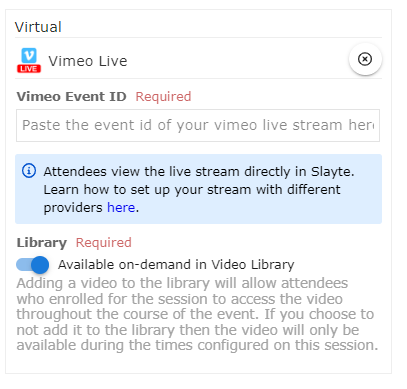 Virtual
LIVE
Vimeo Live
Vimeo Event ID Required
Paste the event id of your vimeo live stream here
Attendees view the live stream directly in Slayte.
Learn how to set up your stream with different
providers here.
Library Required
Available on-demand in Video Library
Adding a video to the library will allow attendees
who enrolled for the session to access the video
throughout the course of the event. If you choose to
not add it to the library then the video will only be
available during the times configured on this session.